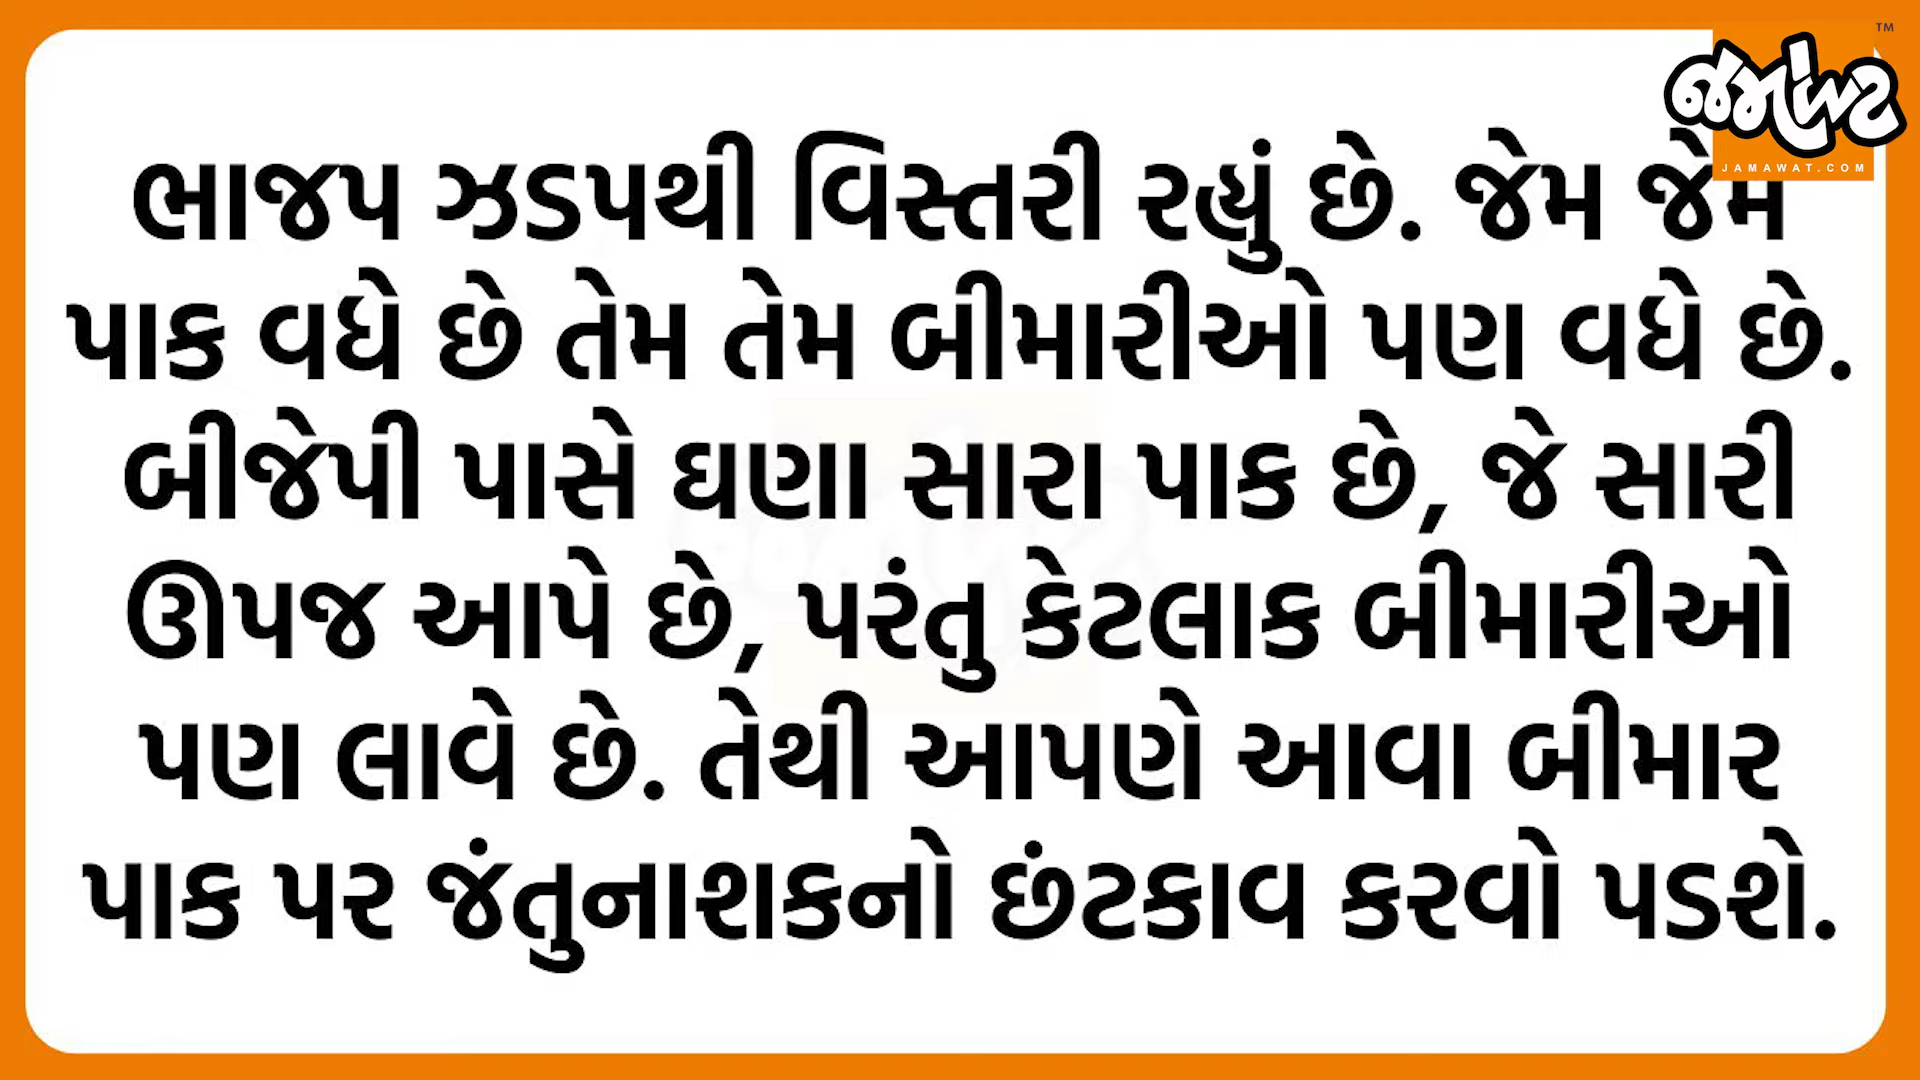 જમાવટ
TM
JAMAWAT.COM
ભાજપ ઝડપથી વિસ્તરી રહ્યું છે. જેમ જેમ
પાક વધે છે તેમ તેમ બીમારીઓ પણ વધે છે.
બીજેપી પાસે ઘણા સારા પાક છે, જે સારી
ઊપજ આપે છે, પરંતુ કેટલાક બીમારીઓ
પણ લાવે છે. તેથી આપણે આવા બીમાર
પાક પર જંતુનાશકનો છંટકાવ કરવો પડશે.